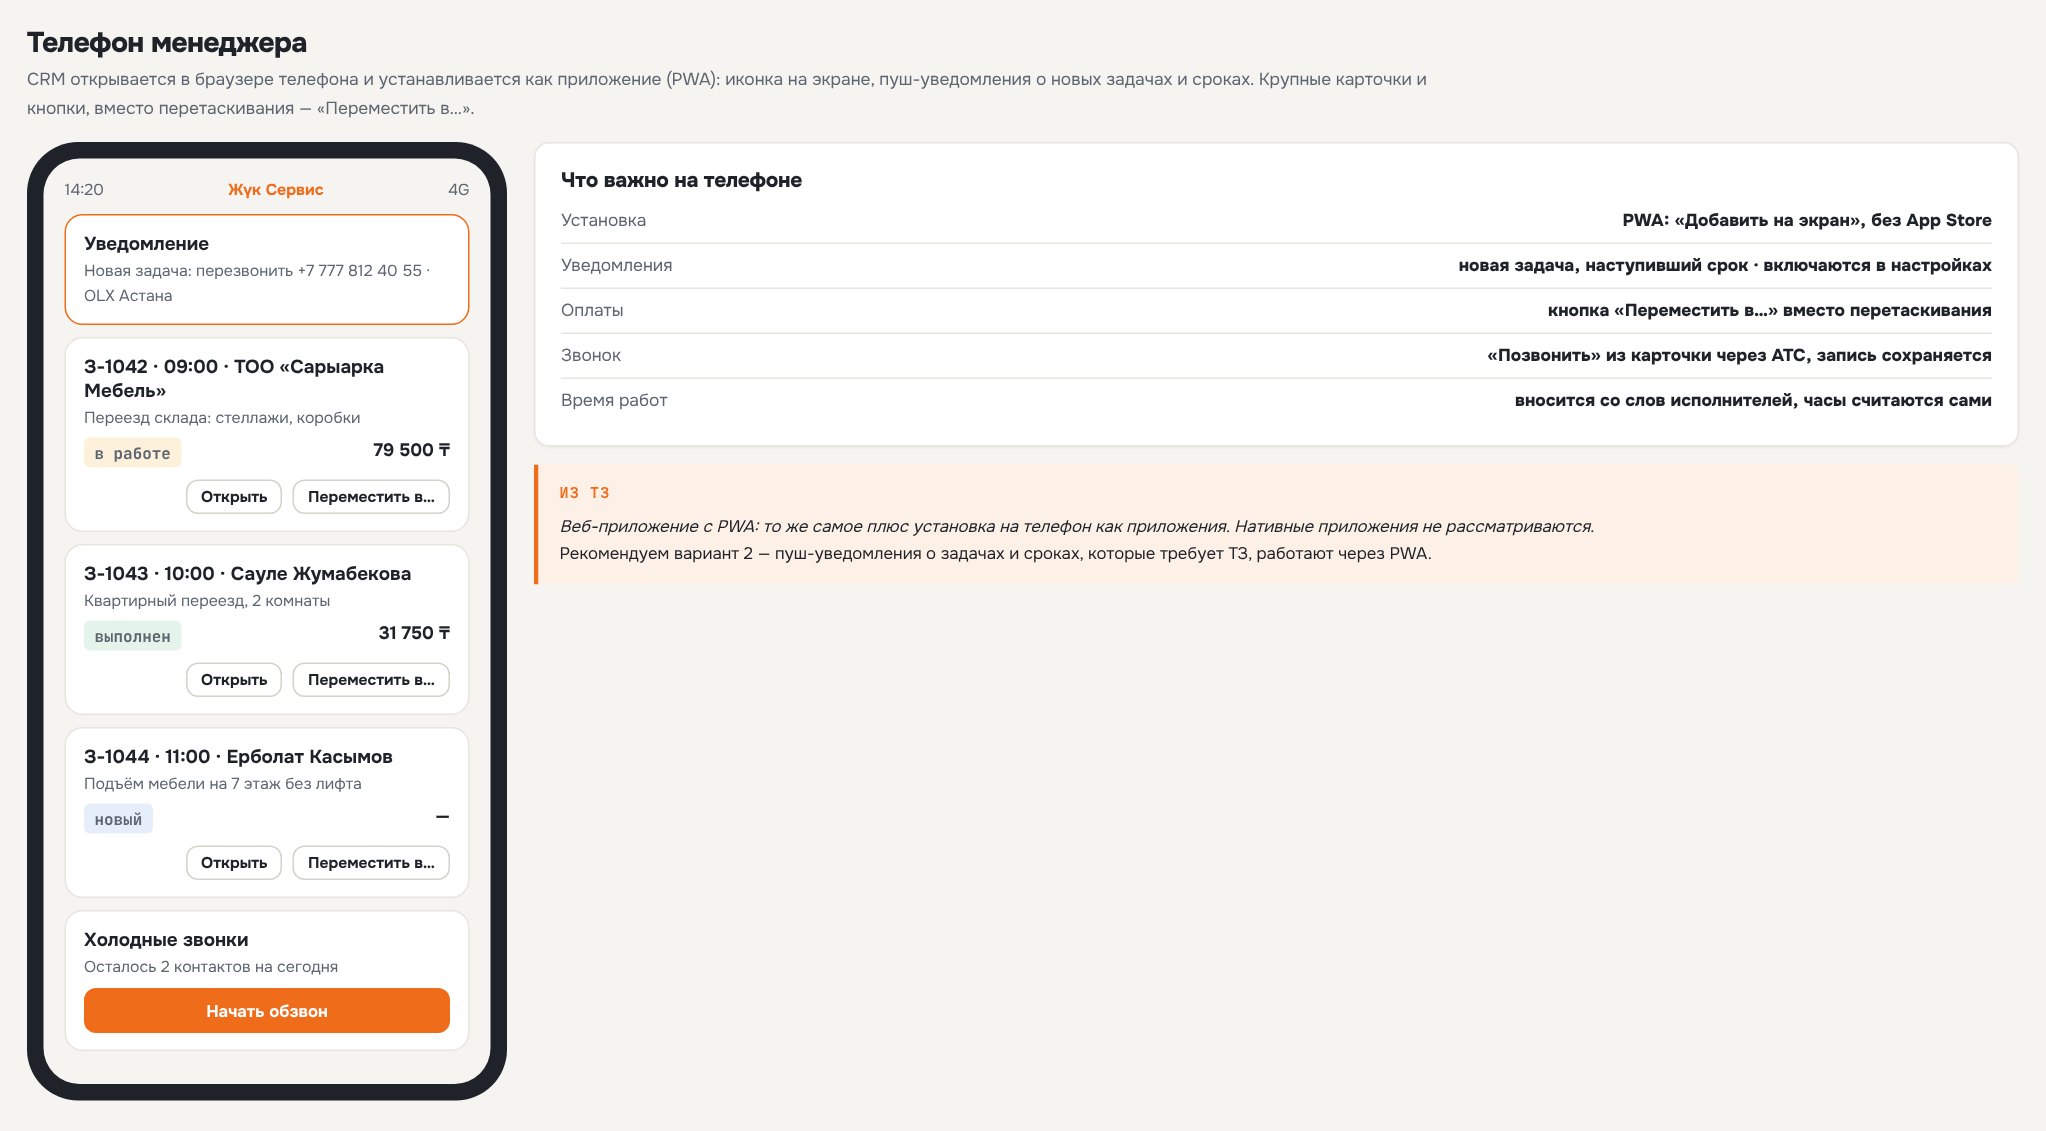 Телефон менеджера
CRM открывается в браузере телефона и устанавливается как приложение (PWA): иконка на экране, пуш-уведомления о новых задачах и сроках. Крупные карточки и
кнопки, вместо перетаскивания — «Переместить в...».
14:20 Жүк Сервис 4G
Уведомление
Новая задача: перезвонить +7 777 812 40 55 ·
OLX Астана
З-1042 · 09:00 · ТОО «Сарыарка
Мебель»
Переезд склада: стеллажи, коробки
в работе 79 500 ₸
Открыть Переместить в...
З-1043 · 10:00 · Сауле Жумабекова
Квартирный переезд, 2 комнаты
выполнен 31 750 ₸
Открыть Переместить в...
З-1044 · 11:00 · Ерболат Касымов
Подъём мебели на 7 этаж без лифта
новый —
Открыть Переместить в...
Холодные звонки
Осталось 2 контактов на сегодня
Начать обзвон
Что важно на телефоне
Установка PWA: «Добавить на экран», без App Store
Уведомления новая задача, наступивший срок · включаются в настройках
Оплаты кнопка «Переместить в...» вместо перетаскивания
Звонок «Позвонить» из карточки через АТС, запись сохраняется
Время работ вносится со слов исполнителей, часы считаются сами
ИЗ ТЗ
Веб-приложение с PWA: то же самое плюс установка на телефон как приложения. Нативные приложения не рассматриваются.
Рекомендуем вариант 2 — пуш-уведомления о задачах и сроках, которые требует ТЗ, работают через PWA.